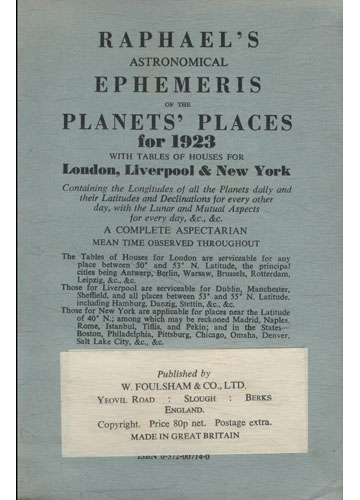 RAPHAEL'S
ASTRONOMICAL
EPHEMERIS
OF THE
PLANETS' PLACES
for 1923
WITH TABLES OF HOUSES FOR
London, Liverpool & New York
Containing the Longitudes of all the Planets daily and
their Latitudes and Declinations for every other
day, with the Lunar and Mutual Aspects
for every day, &c., &c.
A COMPLETE ASPECTARIAN
MEAN TIME OBSERVED THROUGHOUT
The Tables of Houses for London are serviceable for any
place between 50° and 53° N. Latitude, the principal
cities being Antwerp, Berlin, Warsaw, Brussels, Rotterdam,
Leipzig, &c., &c.
Those for Liverpool are serviceable for Dublin, Manchester,
Sheffield, and all places between 53° and 55° N. Latitude,
including Hamburg, Danzig, Stettin, &c., &c.
Those for New York are applicable for places near the Latitude
of 40° N.; among which may be reckoned Madrid, Naples,
Rome, Istanbul, Tiflis, and Pekin; and in the States—
Boston, Philadelphia, Pittsburg, Chicago, Omaha, Denver,
Salt Lake City, &c., &c.
Published by
W. FOULSHAM & CO., LTD.
YEOVIL ROAD : SLOUGH : BERKS
ENGLAND.
Copyright. Price 80p net. Postage extra.
MADE IN GREAT BRITAIN
ISBN 0-572-00714-0